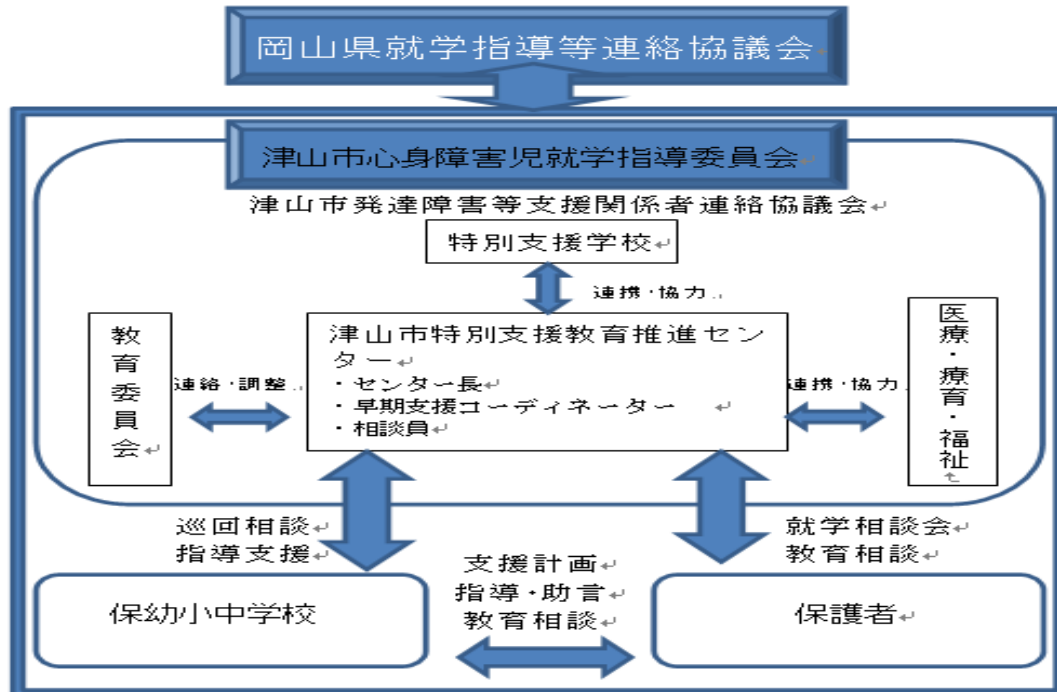 岡山県就学指導等連絡協議会
津山市心身障害児就学指導委員会
津山市発達障害等支援関係者連絡協議会
特別支援学校
連携・協力
教育委員会
連絡・調整
津山市特別支援教育推進セン
ター
・センター長
・早期支援コーディネーター
・相談員
連携・協力
医療・療育・福祉
巡回相談
指導支援
就学相談会
教育相談
支援計画
指導・助言
教育相談
保幼小中学校
保護者